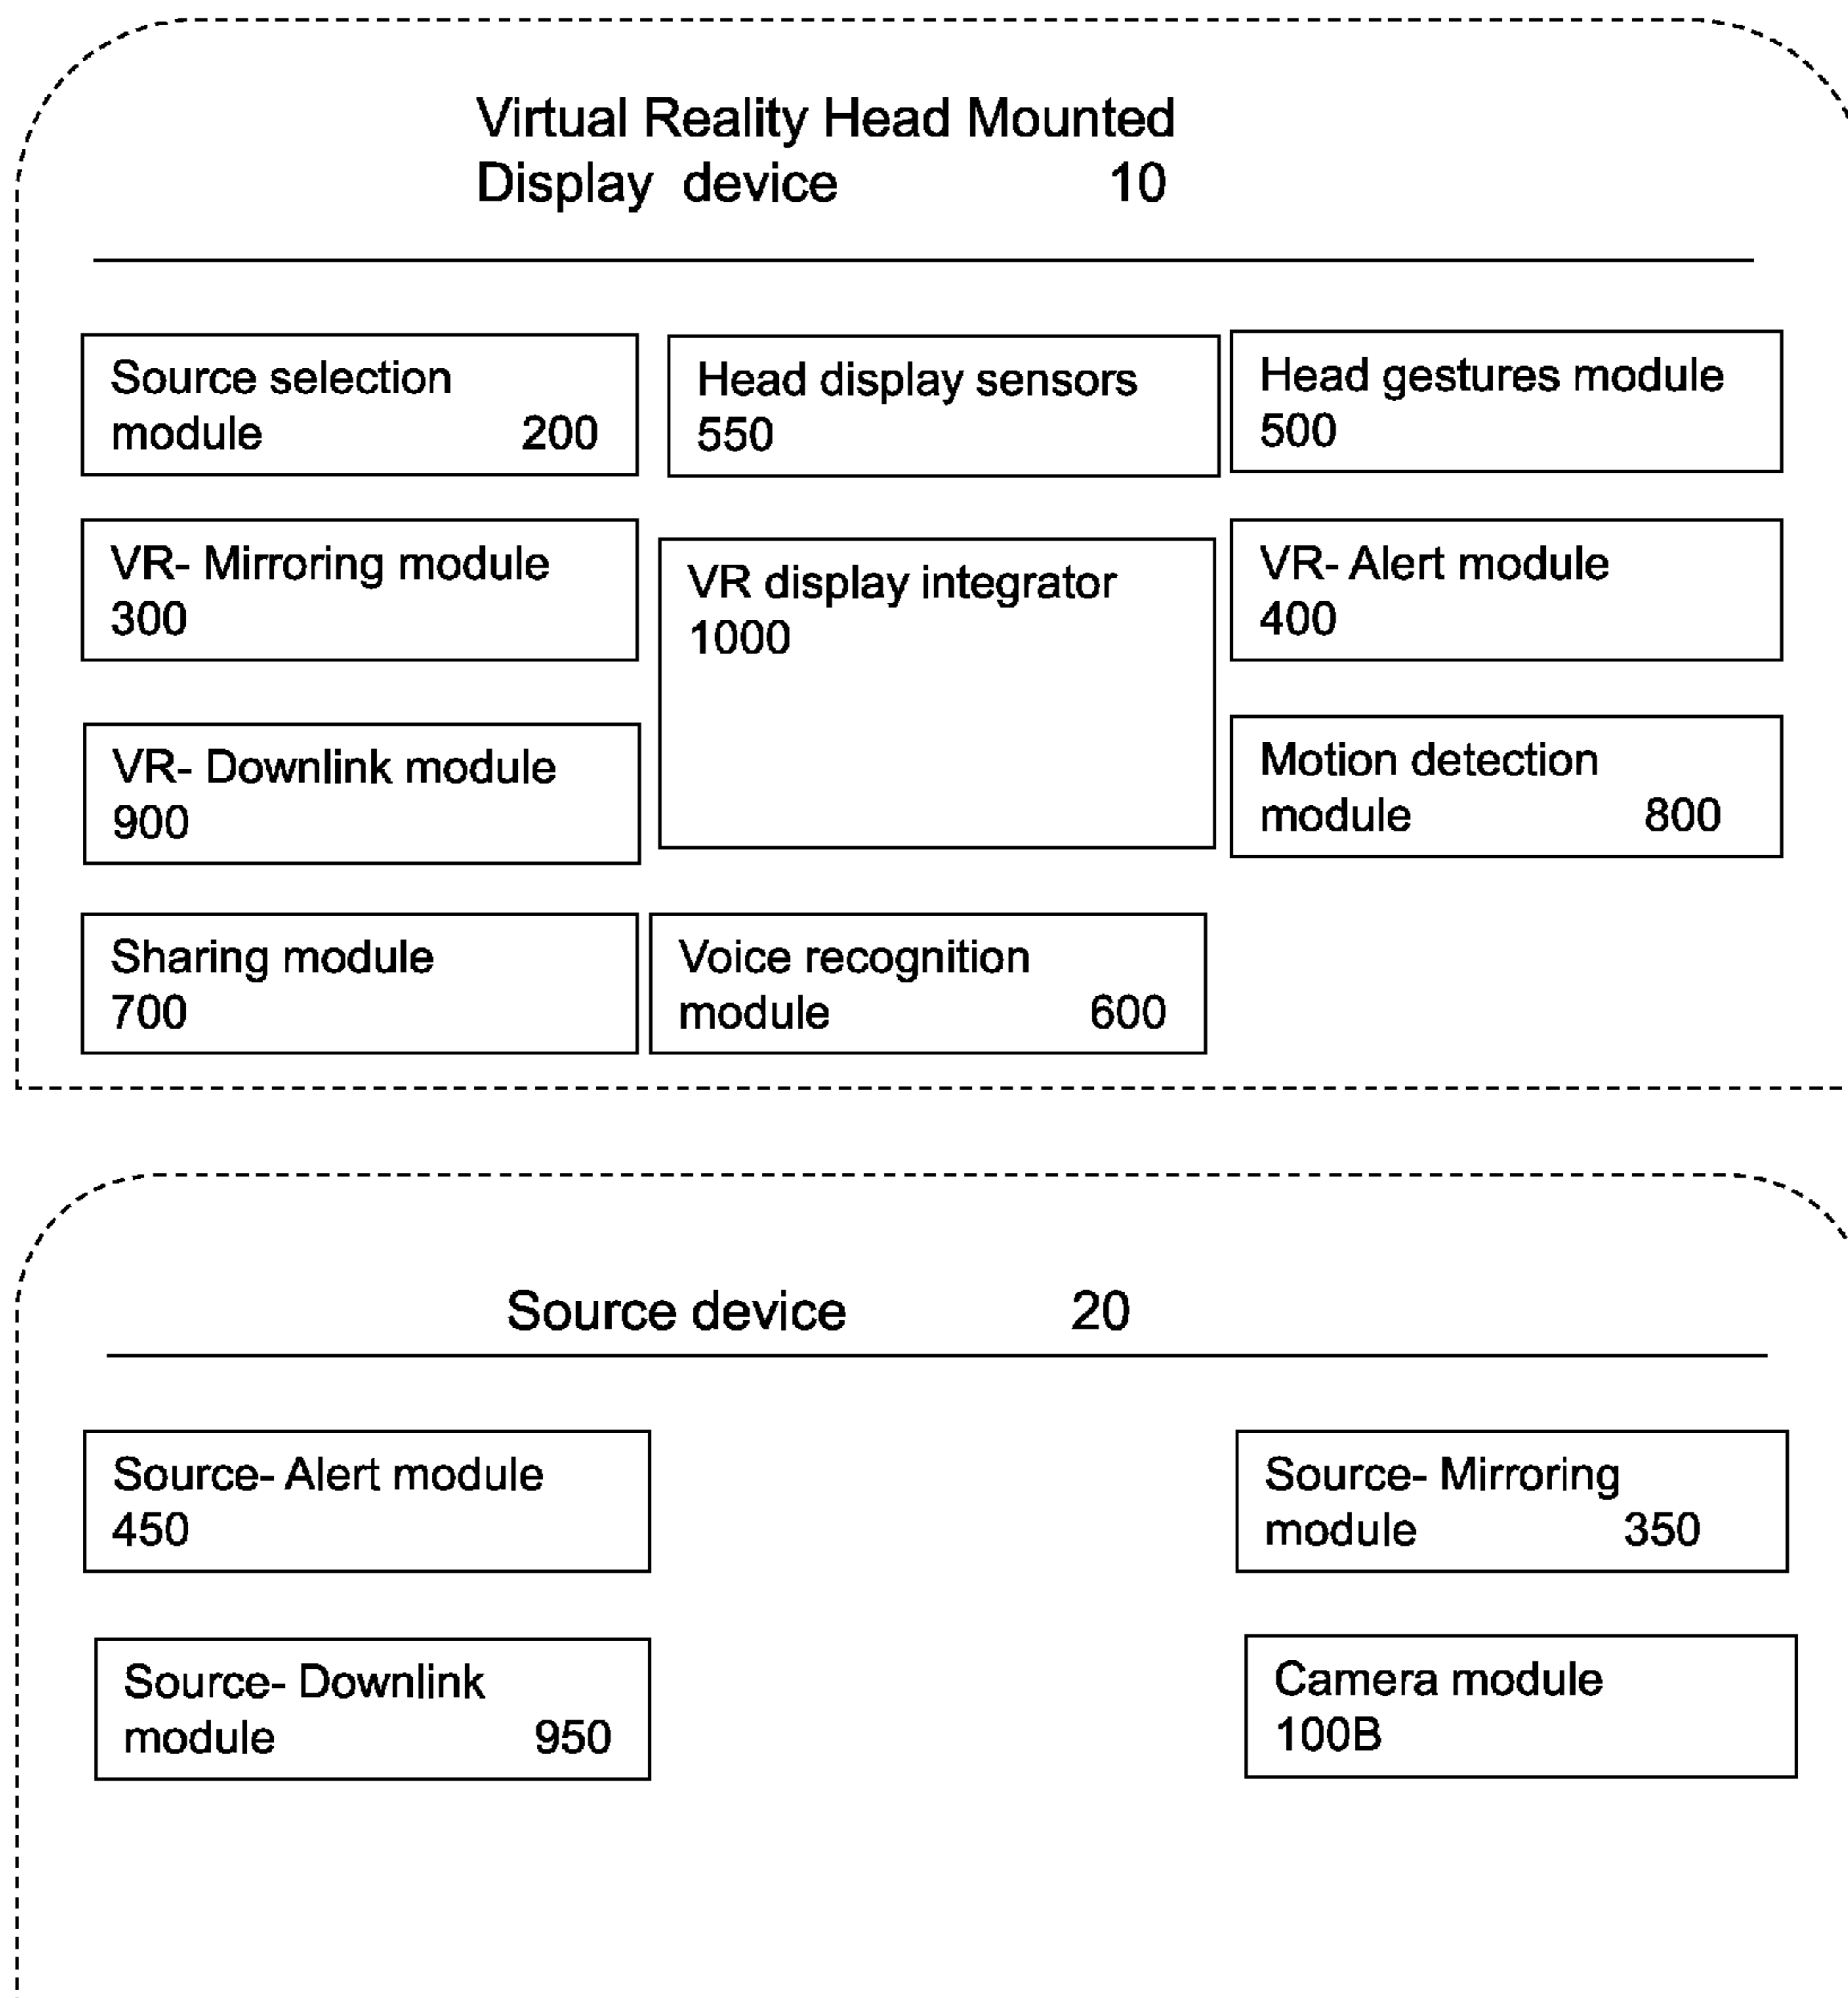 Virtual Reality Head Mounted
Display device 10
Source selection
module 200
Head display sensors
550
Head gestures module
500
VR- Mirroring module
300
VR display integrator
1000
VR- Alert module
400
VR- Downlink module
900
Motion detection
module 800
Sharing module
700
Voice recognition
module 600
Source device 20
Source- Alert module
450
Source- Mirroring
module 350
Source- Downlink
module 950
Camera module
100B